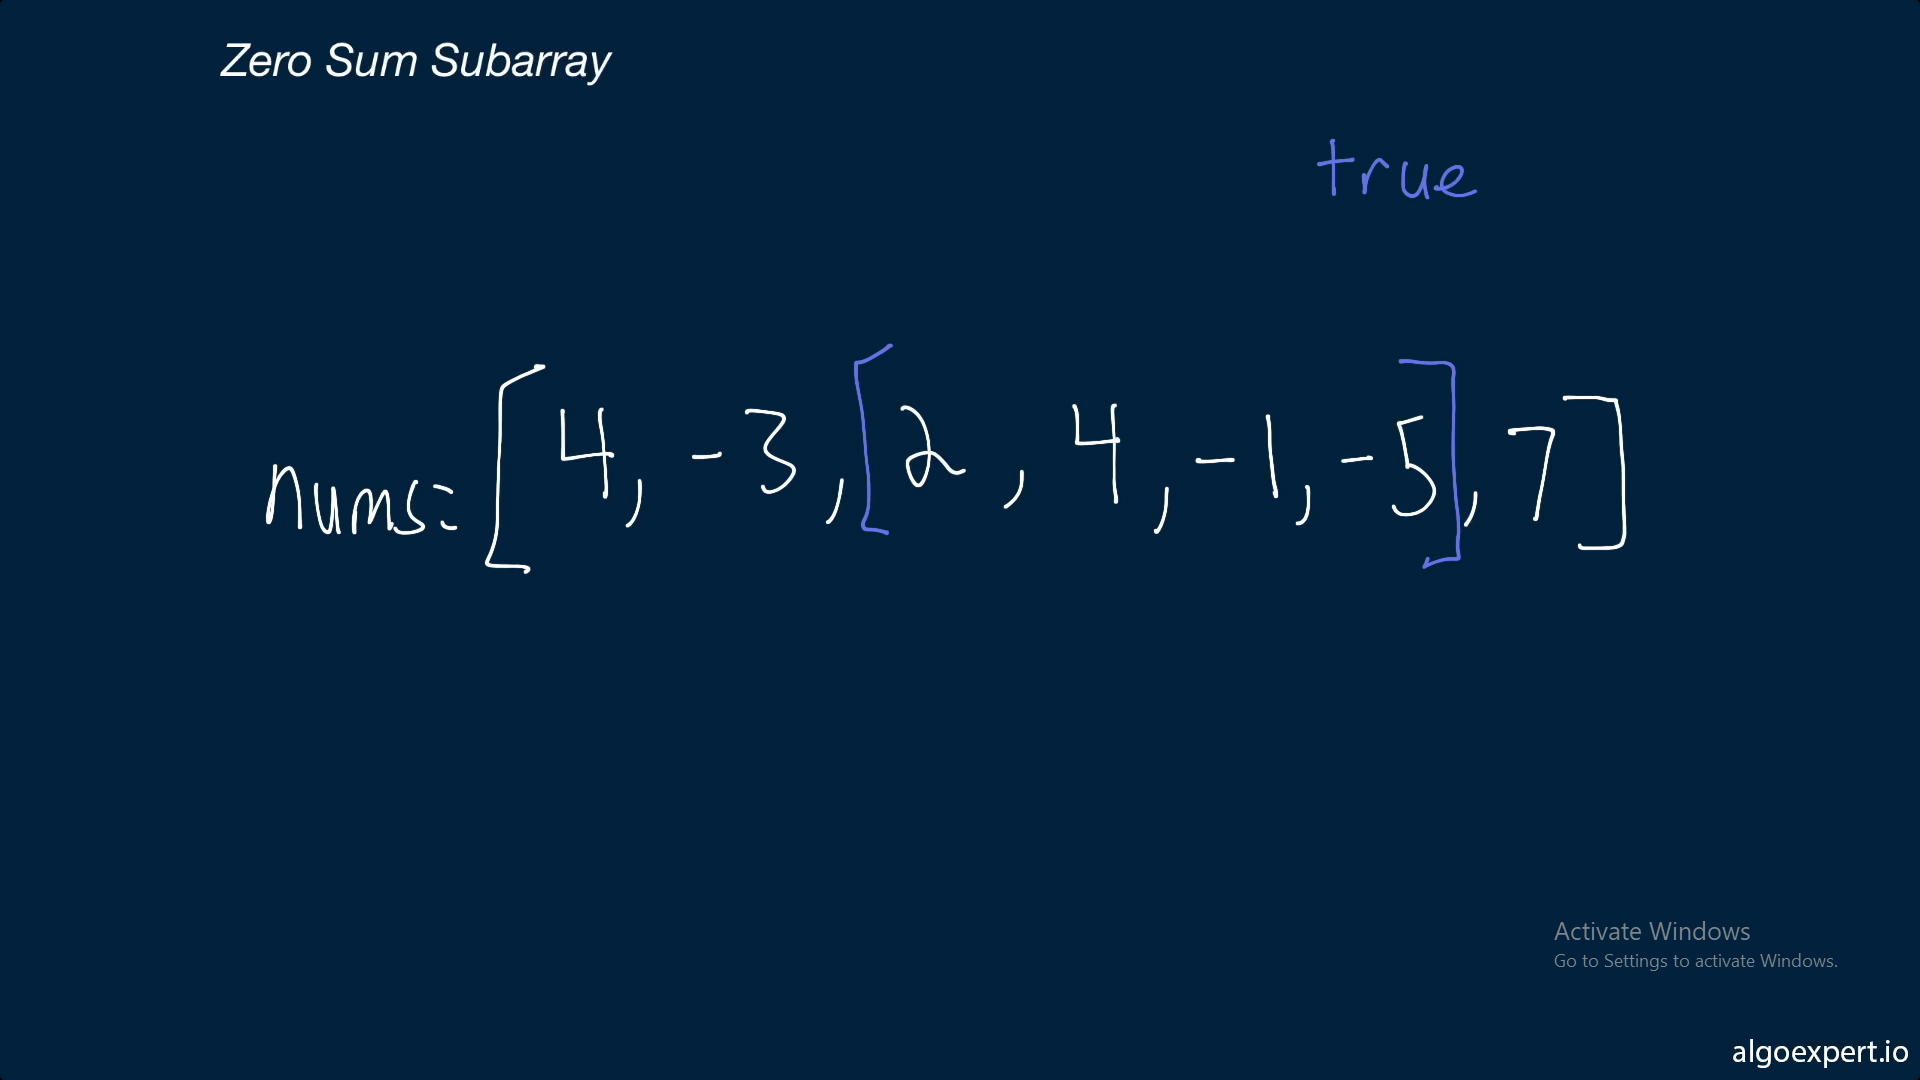 Zero Sum Subarray
true
nums=[4, -3, [2, 4, -1, -5], 7]
Activate Windows
Go to Settings to activate Windows.
algoexpert.io